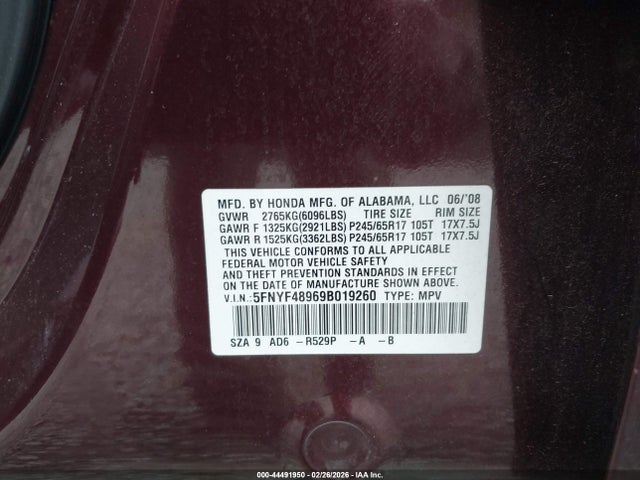 MFD. BY HONDA MFG. OF ALABAMA, LLC 06/'08
GVWR 2765KG(6096LBS) TIRE SIZE RIM SIZE
GAWR F 1325KG(2921LBS) P245/65R17 105T 17X7.5J
GAWR R 1525KG(3362LBS) P245/65R17 105T 17X7.5J
THIS VEHICLE CONFORMS TO ALL APPLICABLE
FEDERAL MOTOR VEHICLE SAFETY
AND THEFT PREVENTION STANDARDS IN EFFECT
ON THE DATE OF MANUFACTURE SHOWN ABOVE.
V.I.N.: 5FNYF48969B019260 TYPE: MPV
SZA 9 AD6 -R529P -A -B
000-44491950 | 02/26/2026 | IAA Inc.